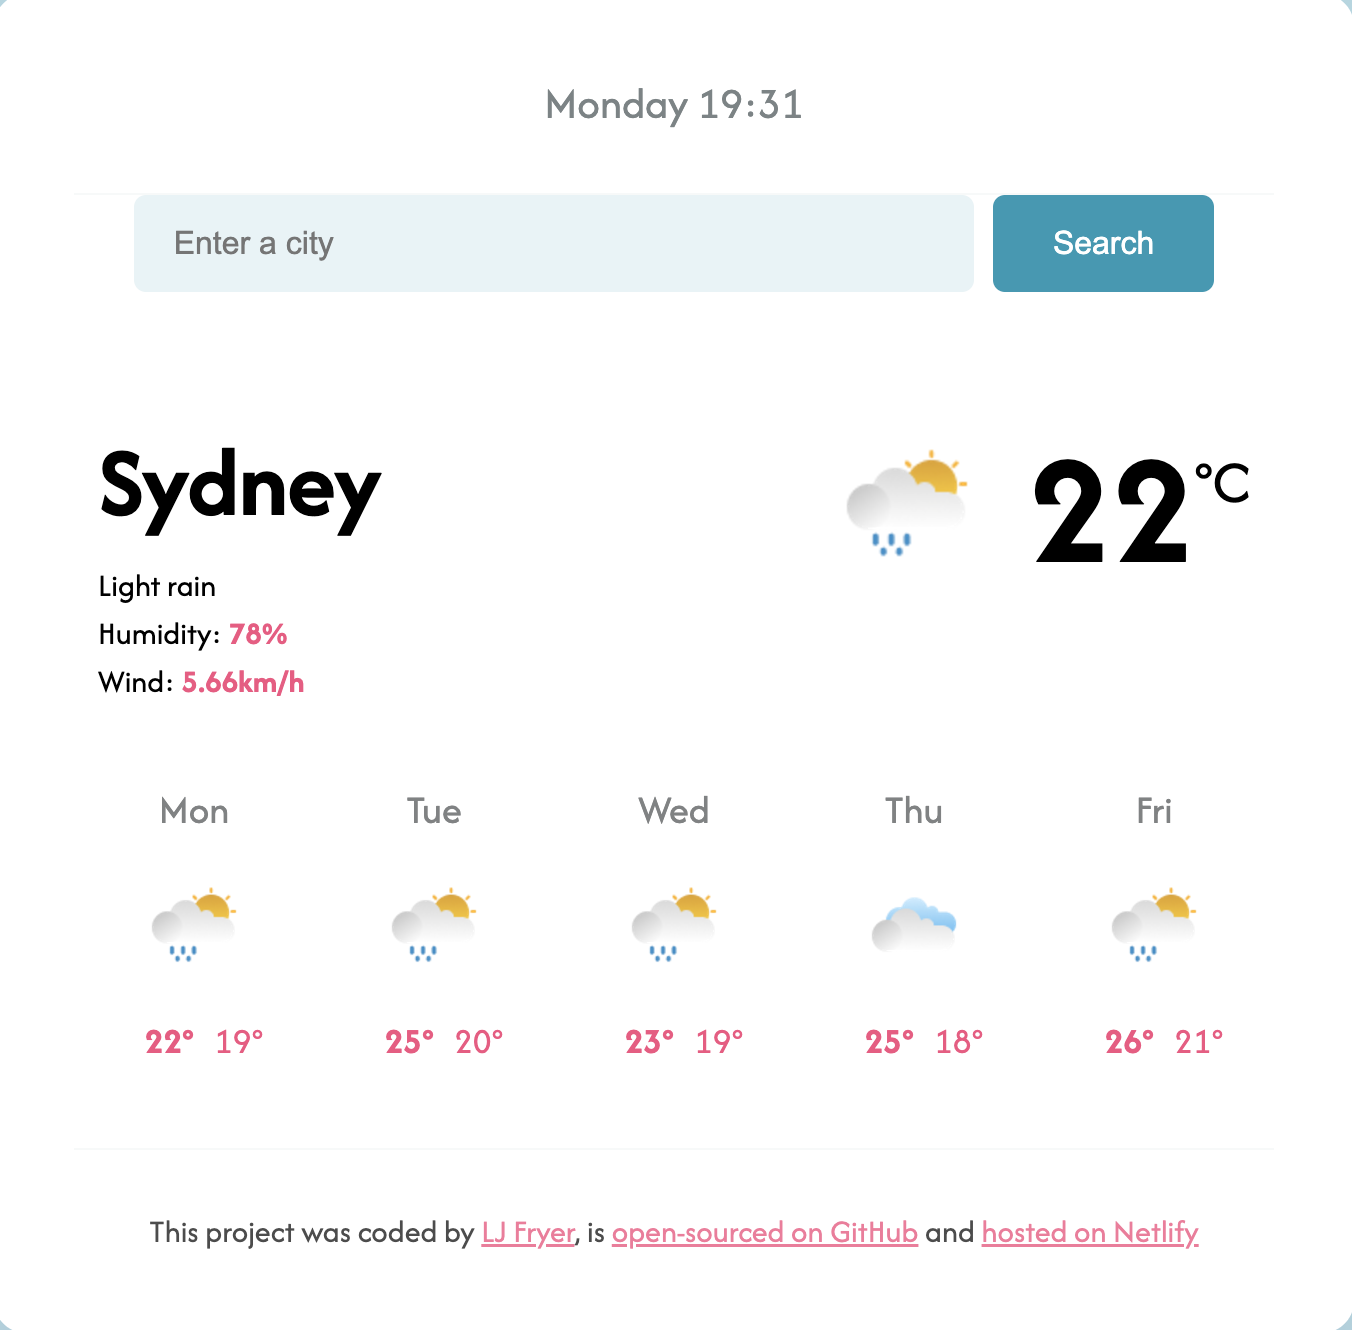 Monday 19:31
Enter a city
Search
Sydney
22°C
Light rain
Humidity: 78%
Wind: 5.66km/h
Mon Tue Wed Thu Fri
22° 19° 25° 20° 23° 19° 25° 18° 26° 21°
This project was coded by LJ Fryer, is open-sourced on GitHub and hosted on Netlify